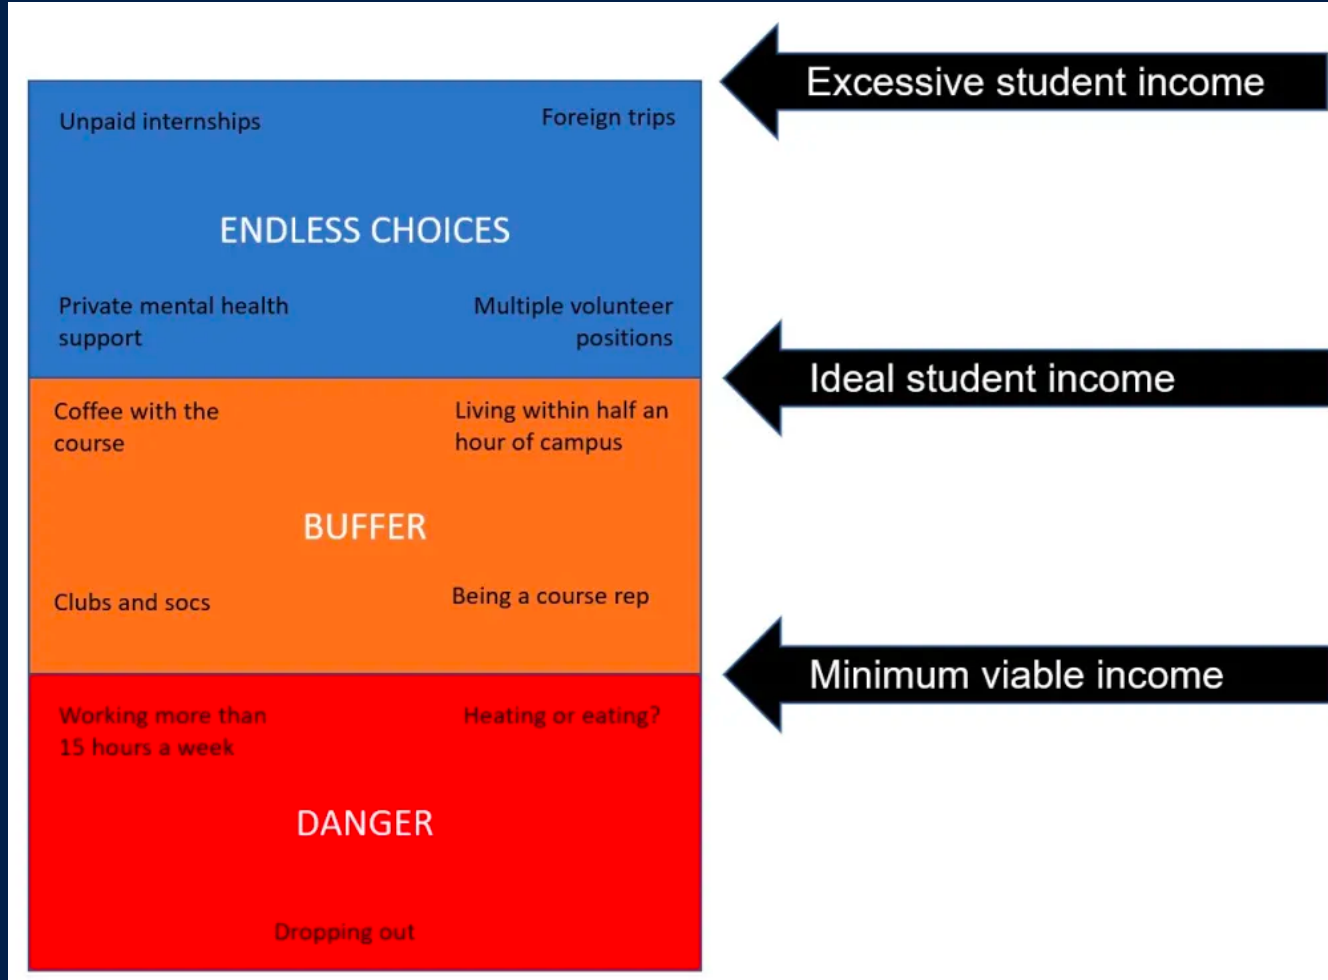 Excessive student income
Unpaid internships
Foreign trips
ENDLESS CHOICES
Private mental health
support
Multiple volunteer
positions
Ideal student income
Coffee with the
course
Living within half an
hour of campus
BUFFER
Clubs and socs
Being a course rep
Minimum viable income
Working more than
15 hours a week
Heating or eating?
DANGER
Dropping out